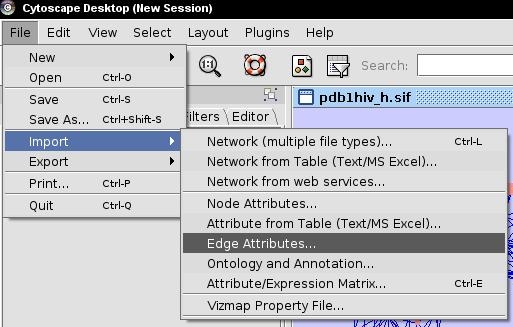 Cytoscape Desktop (New Session)
File Edit View Select Layout Plugins Help
1:1 Search:
New
Open Ctrl-O
Save Ctrl-S
Save As... Ctrl+Shift-S
Import
Export
Print... Ctrl-P
Quit Ctrl-Q
ilters Editor
pdb1hiv_h.sif
Network (multiple file types)... Ctrl-L
Network from Table (Text/MS Excel)...
Network from web services...
Node Attributes...
Attribute from Table (Text/MS Excel)...
Edge Attributes...
Ontology and Annotation...
Attribute/Expression Matrix... Ctrl-E
Vizmap Property File...